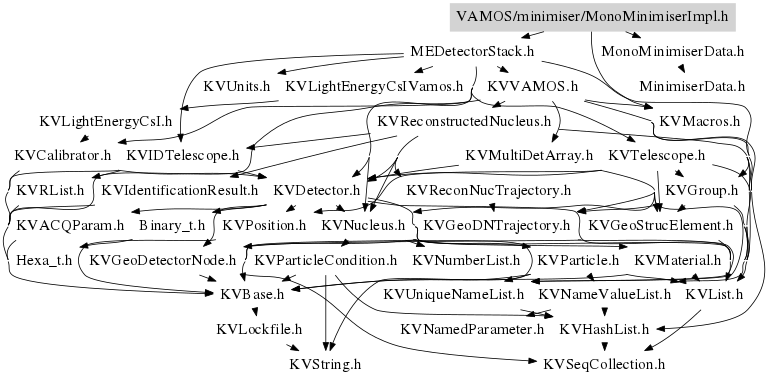 VAMOS/minimiser/MonoMinimiserImpl.h
MEDetectorStack.h MonoMinimiserData.h
KVUnits.h KVLightEnergyCsIVamos.h KVVAMOS.h MinimiserData.h
KVLightEnergyCsI.h KVReconstructedNucleus.h KVMacros.h
KVCalibrator.h KVIDTelescope.h KVMultiDetArray.h KVTelescope.h
KVRList.h KVIdentificationResult.h KVDetector.h KVReconNucTrajectory.h KVGroup.h
KVACQParam.h Binary_t.h KVPosition.h KVNucleus.h KVGeoDNTrajectory.h KVGeoStrucElement.h
Hexa_t.h KVGeoDetectorNode.h KVParticleCondition.h KVNumberList.h KVParticle.h KVMaterial.h
KVBase.h KVUniqueNameList.h KVNameValueList.h KVList.h
KVLockfile.h KVNamedParameter.h KVHashList.h
KVString.h KVSeqCollection.h